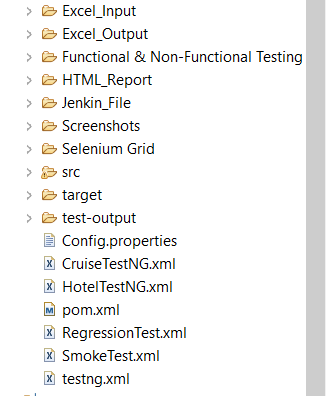 Excel_Input
Excel_Output
Functional & Non-Functional Testing
HTML_Report
Jenkin_File
Screenshots
Selenium Grid
src
target
test-output
Config.properties
CruiseTestNG.xml
HotelTestNG.xml
pom.xml
RegressionTest.xml
SmokeTest.xml
testng.xml